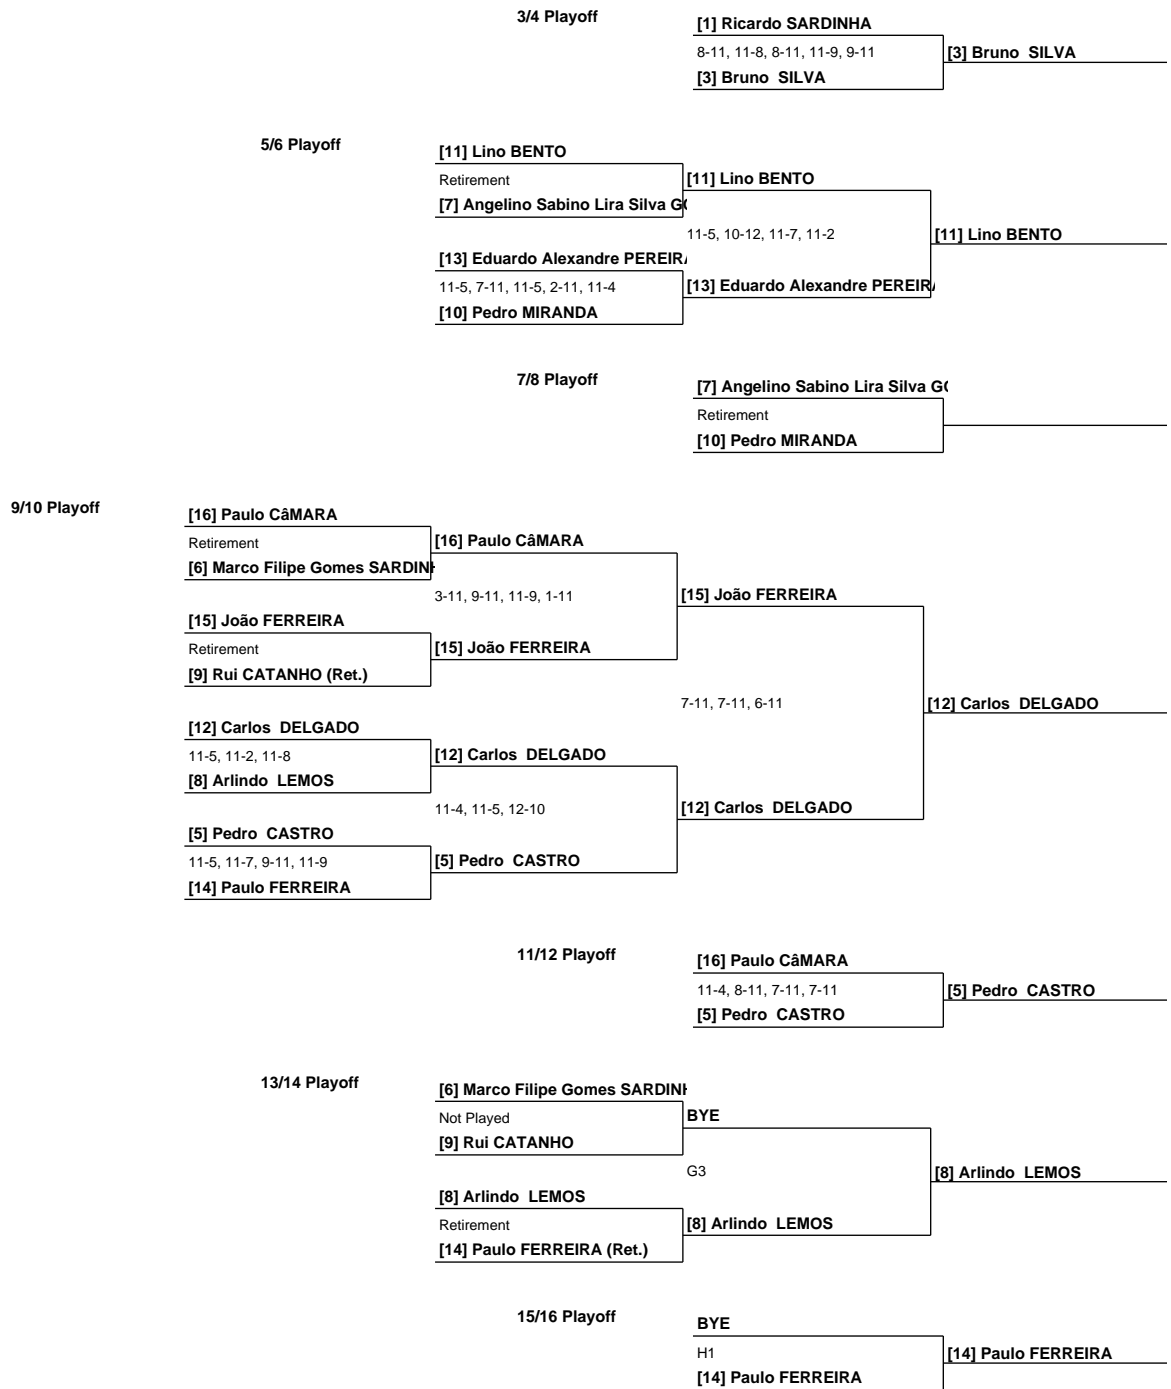 3/4 Playoff
[1] Ricardo SARDINHA
8-11, 11-8, 8-11, 11-9, 9-11
[3] Bruno SILVA
[3] Bruno SILVA
5/6 Playoff
[11] Lino BENTO
Retirement
[11] Lino BENTO
[7] Angelino Sabino Lira Silva GO
11-5, 10-12, 11-7, 11-2
[11] Lino BENTO
[13] Eduardo Alexandre PEREIRA
11-5, 7-11, 11-5, 2-11, 11-4
[13] Eduardo Alexandre PEREIRA
[10] Pedro MIRANDA
7/8 Playoff
[7] Angelino Sabino Lira Silva GO
Retirement
[10] Pedro MIRANDA
9/10 Playoff
[16] Paulo CâMARA
Retirement
[16] Paulo CâMARA
[6] Marco Filipe Gomes SARDINH
3-11, 9-11, 11-9, 1-11
[15] João FERREIRA
[15] João FERREIRA
Retirement
[15] João FERREIRA
[9] Rui CATANHO (Ret.)
7-11, 7-11, 6-11
[12] Carlos DELGADO
[12] Carlos DELGADO
11-5, 11-2, 11-8
[12] Carlos DELGADO
[8] Arlindo LEMOS
11-4, 11-5, 12-10
[12] Carlos DELGADO
[5] Pedro CASTRO
11-5, 11-7, 9-11, 11-9
[5] Pedro CASTRO
[14] Paulo FERREIRA
11/12 Playoff
[16] Paulo CâMARA
11-4, 8-11, 7-11, 7-11
[5] Pedro CASTRO
[5] Pedro CASTRO
13/14 Playoff
[6] Marco Filipe Gomes SARDINH
Not Played
BYE
[9] Rui CATANHO
G3
[8] Arlindo LEMOS
[8] Arlindo LEMOS
Retirement
[8] Arlindo LEMOS
[14] Paulo FERREIRA (Ret.)
15/16 Playoff
BYE
H1
[14] Paulo FERREIRA
[14] Paulo FERREIRA